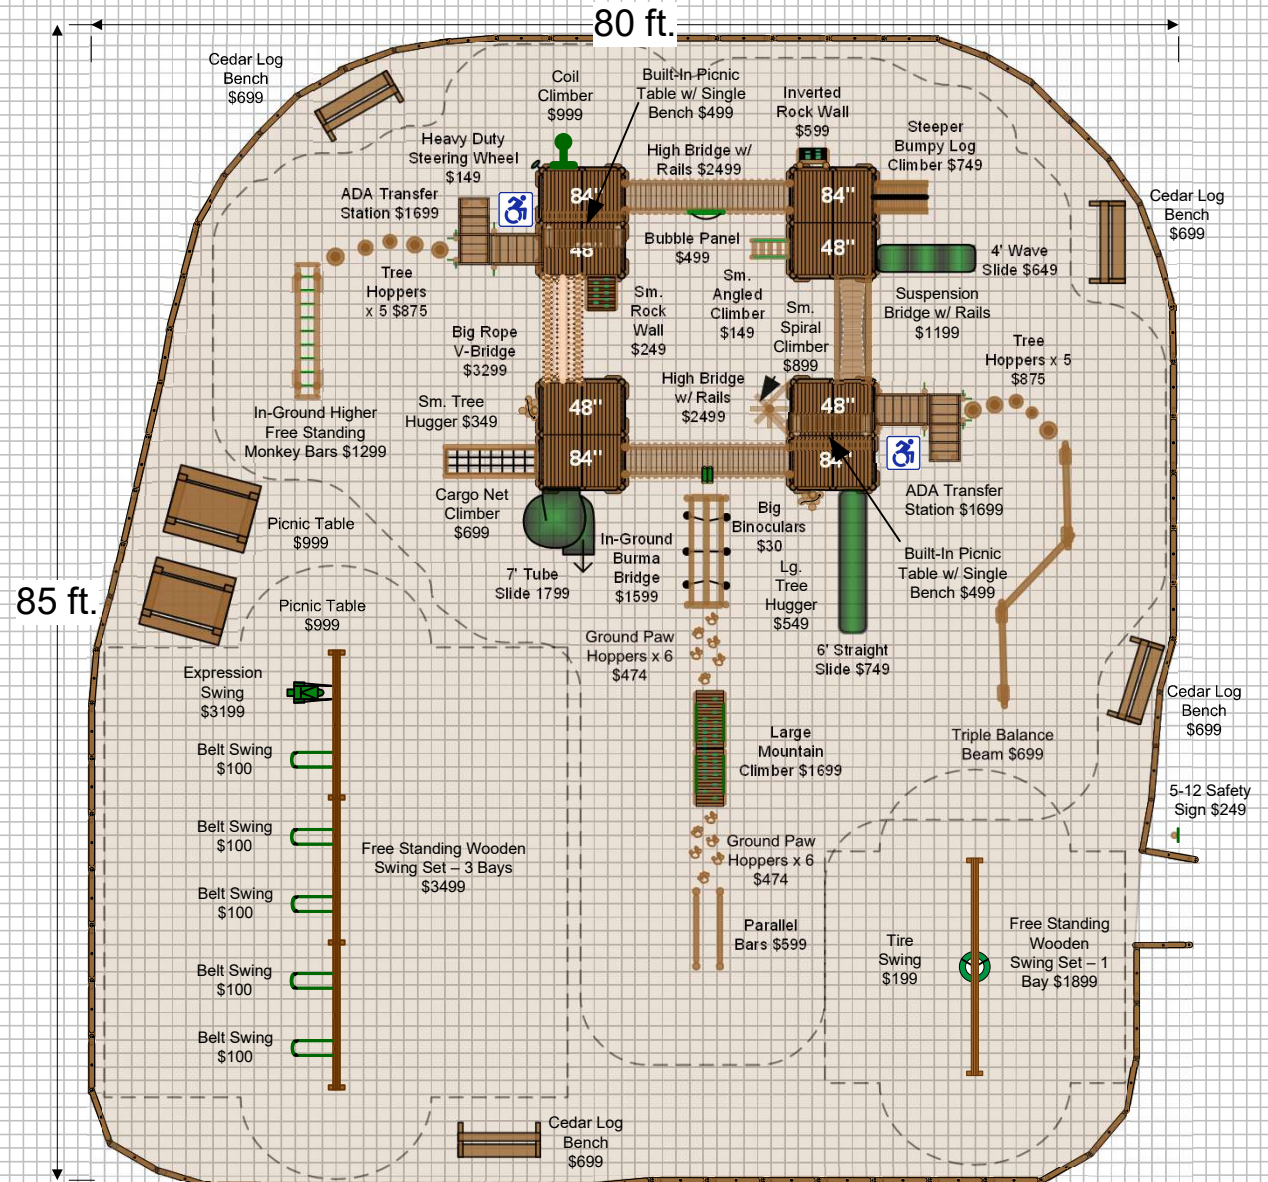 80 ft.
Cedar Log
Bench
$699
Coil
Climber
$999
Built-In Picnic
Table w/ Single
Bench $499
Inverted
Rock Wall
$599
Steeper
Bumpy Log
Climber $749
Heavy Duty
Steering Wheel
$149
High Bridge w/
Rails $2499
ADA Transfer
Station $1699
84"
84"
Cedar Log
Bench
$699
48"
48"
Bubble Panel
$499
4' Wave
Slide $649
Tree
Hoppers
x 5 $875
Sm.
Rock
Wall
$249
Sm.
Angled
Climber
$149
Sm.
Spiral
Climber
$899
Suspension
Bridge w/ Rails
$1199
Big Rope
V-Bridge
$3299
Tree
Hoppers x 5
$875
High Bridge
w/ Rails
$2499
In-Ground Higher
Free Standing
Monkey Bars $1299
Sm. Tree
Hugger $349
48"
48"
84"
84"
Cargo Net
Climber
$699
ADA Transfer
Station $1699
Picnic Table
$999
Big
Binoculars
$30
In-Ground
Burma
Bridge
$1599
Built-In Picnic
Table w/ Single
Bench $499
7' Tube
Slide 1799
Lg.
Tree
Hugger
$549
85 ft.
Picnic Table
$999
Ground Paw
Hoppers x 6
$474
6' Straight
Slide $749
Expression
Swing
$3199
Cedar Log
Bench
$699
Triple Balance
Beam $699
Large
Mountain
Climber $1699
Belt Swing
$100
5-12 Safety
Sign $249
Belt Swing
$100
Free Standing Wooden
Swing Set – 3 Bays
$3499
Ground Paw
Hoppers x 6
$474
Belt Swing
$100
Parallel
Bars $599
Tire
Swing
$199
Free Standing
Wooden
Swing Set – 1
Bay $1899
Belt Swing
$100
Belt Swing
$100
Cedar Log
Bench
$699